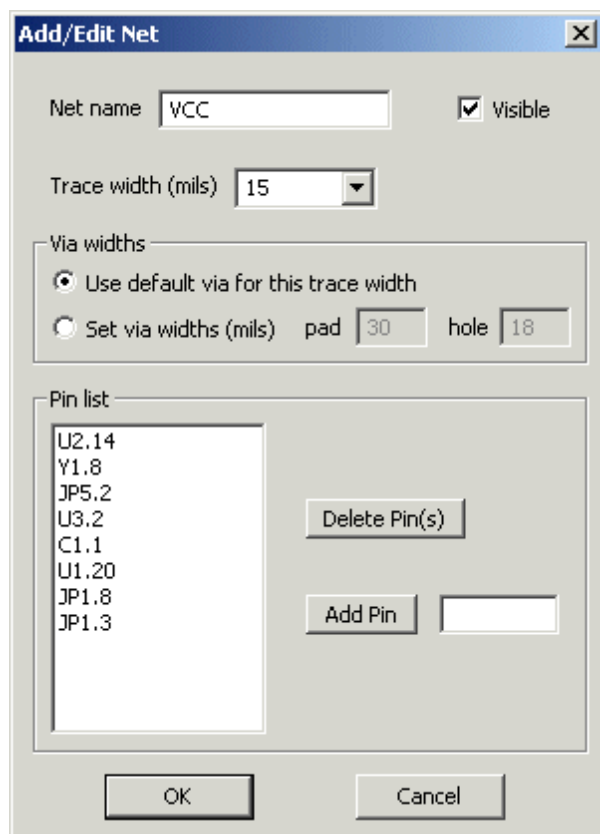 Add/Edit Net
Net name VCC Visible
Trace width (mils) 15
Via widths
Use default via for this trace width
Set via widths (mils) pad 30 hole 18
Pin list
U2.14
Y1.8
JP5.2
U3.2
C1.1
U1.20
JP1.8
JP1.3
Delete Pin(s)
Add Pin
OK Cancel